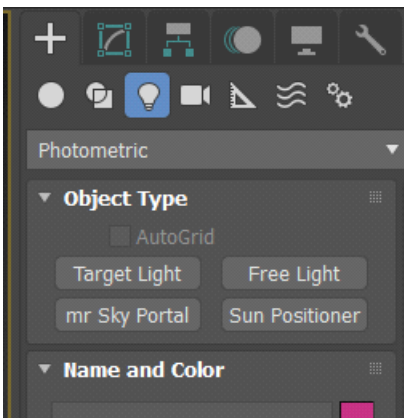 Photometric
Object Type
AutoGrid
Target Light Free Light
mr Sky Portal Sun Positioner
Name and Color